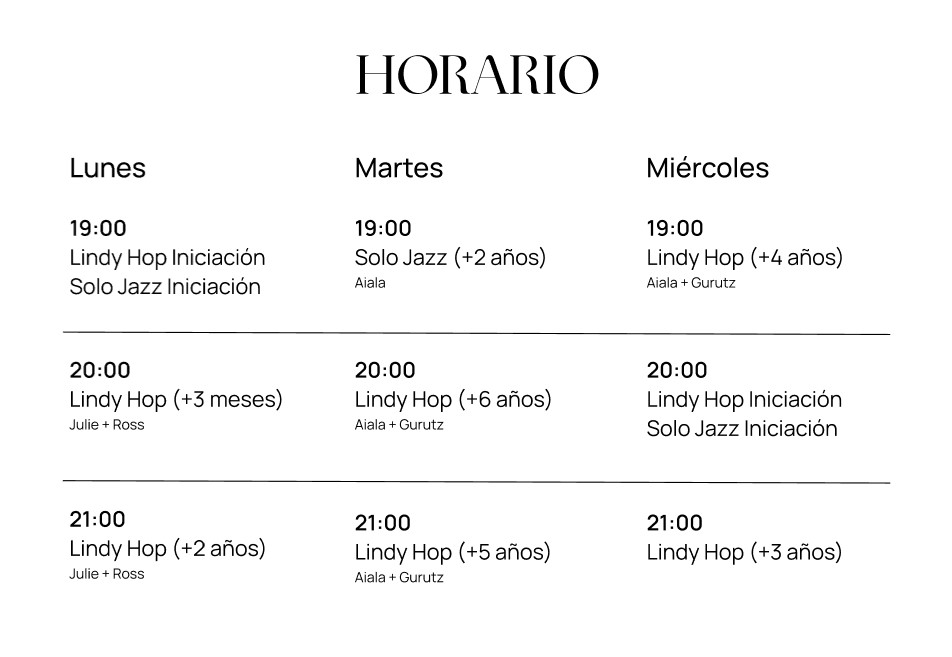 HORARIO
Lunes
19:00
Lindy Hop Iniciación
Solo Jazz Iniciación
20:00
Lindy Hop (+3 meses)
Julie + Ross
21:00
Lindy Hop (+2 años)
Julie + Ross
Martes
19:00
Solo Jazz (+2 años)
Aiala
20:00
Lindy Hop (+6 años)
Aiala + Gurutz
21:00
Lindy Hop (+5 años)
Aiala + Gurutz
Miércoles
19:00
Lindy Hop (+4 años)
Aiala + Gurutz
20:00
Lindy Hop Iniciación
Solo Jazz Iniciación
21:00
Lindy Hop (+3 años)